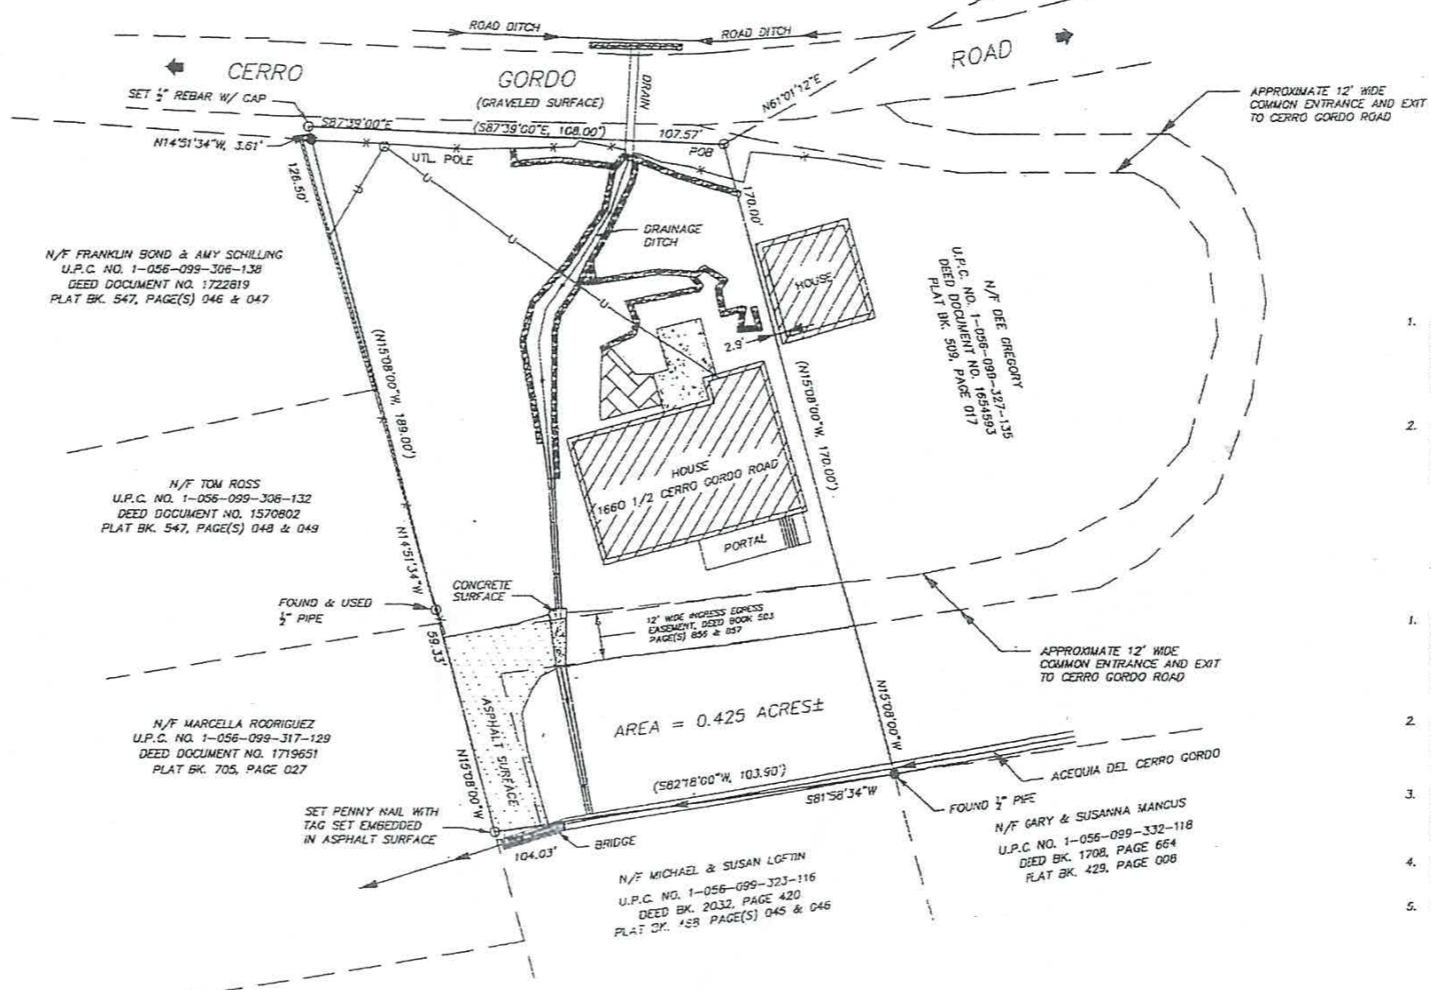 ROAD DITCH
ROAD DITCH
CERRO
GORDO
ROAD
(GRAVELED SURFACE)
DRAIN
N61°01'12"E
SET ½" REBAR W/ CAP
S87°39'00"E
(S87°39'00"E, 108.00')
107.57'
POB
N14°51'34"W, 3.61'
UTL. POLE
APPROXIMATE 12' WIDE
COMMON ENTRANCE AND EXIT
TO CERRO GORDO ROAD
126.50'
170.00'
DRAINAGE
DITCH
N/F FRANKLIN BOND & AMY SCHILLING
U.P.C. NO. 1-056-099-306-138
DEED DOCUMENT NO. 1722819
PLAT BK. 547, PAGE(S) 046 & 047
HOUSE
N/F DEE GREGORY
U.P.C. NO. 1-056-099-327-135
DEED DOCUMENT NO. 1654593
PLAT BK. 509, PAGE 017
2.9'
(N15°08'00"W, 189.00')
(N15°08'00"W, 170.00')
1.
2.
HOUSE
1660 1/2 CERRO GORDO ROAD
PORTAL
N/F TOM ROSS
U.P.C. NO. 1-056-099-306-132
DEED DOCUMENT NO. 1570802
PLAT BK. 547, PAGE(S) 048 & 049
N14°51'34"W
FOUND & USED
½" PIPE
CONCRETE
SURFACE
12' WIDE INGRESS EGRESS
EASEMENT, DEED BOOK 503
PAGE(S) 856 & 857
59.33'
1.
APPROXIMATE 12' WIDE
COMMON ENTRANCE AND EXIT
TO CERRO GORDO ROAD
N/F MARCELLA RODRIGUEZ
U.P.C. NO. 1-056-099-317-129
DEED DOCUMENT NO. 1719651
PLAT BK. 705, PAGE 027
ASPHALT SURFACE
AREA = 0.425 ACRES±
N15°08'00"W
N15°08'00"W
2.
(S82°18'00"W, 103.90')
S81°58'34"W
ACEQUIA DEL CERRO GORDO
FOUND ½" PIPE
3.
SET PENNY NAIL WITH
TAG SET EMBEDDED
IN ASPHALT SURFACE
104.03'
BRIDGE
N/F GARY & SUSANNA MANCUS
U.P.C. NO. 1-056-099-332-118
DEED BK. 1708, PAGE 664
PLAT BK. 429, PAGE 008
N/F MICHAEL & SUSAN LOFTIN
U.P.C. NO. 1-056-099-323-116
DEED BK. 2032, PAGE 420
PLAT BK. PAGE(S) 045 & 046
4.
5.